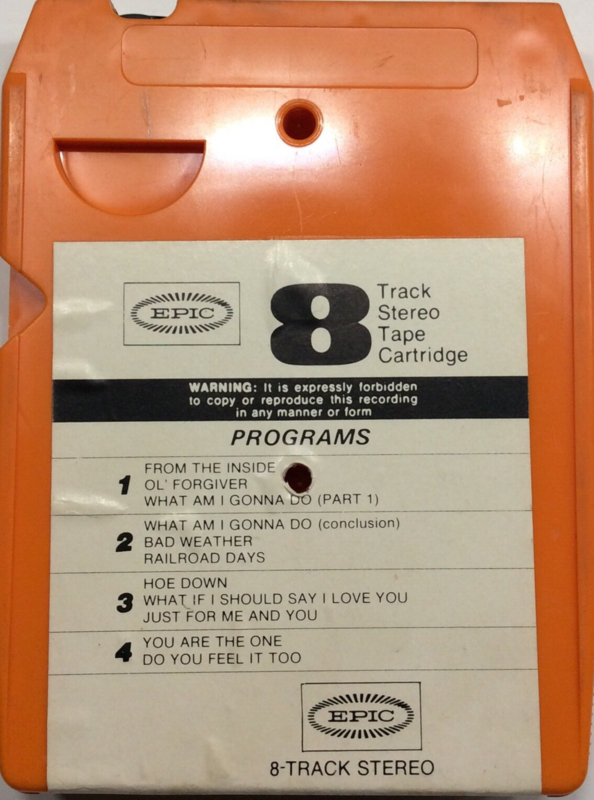 EPIC
8
Track
Stereo
Tape
Cartridge
WARNING: It is expressly forbidden
to copy or reproduce this recording
in any manner or form
PROGRAMS
1
FROM THE INSIDE
OL' FORGIVER
WHAT AM I GONNA DO (PART 1)
2
WHAT AM I GONNA DO (conclusion)
BAD WEATHER
RAILROAD DAYS
3
HOE DOWN
WHAT IF I SHOULD SAY I LOVE YOU
JUST FOR ME AND YOU
4
YOU ARE THE ONE
DO YOU FEEL IT TOO
EPIC
8-TRACK STEREO